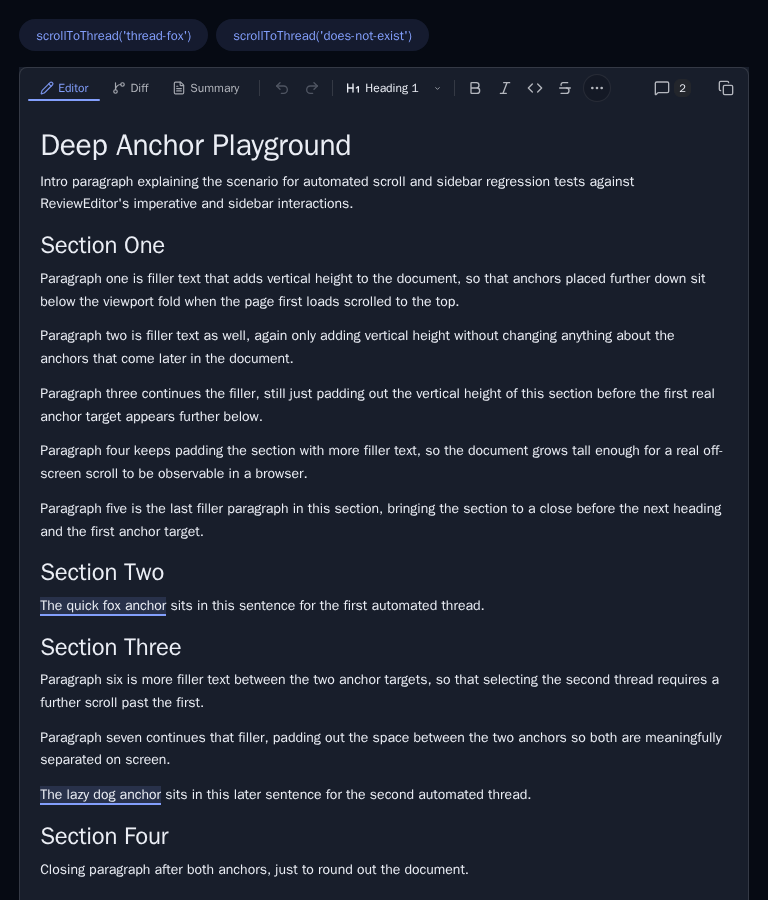 scrollToThread('thread-fox') scrollToThread('does-not-exist')
Editor Diff Summary H1 Heading 1 B I S 2
Deep Anchor Playground
Intro paragraph explaining the scenario for automated scroll and sidebar regression tests against
ReviewEditor's imperative and sidebar interactions.
Section One
Paragraph one is filler text that adds vertical height to the document, so that anchors placed further down sit
below the viewport fold when the page first loads scrolled to the top.
Paragraph two is filler text as well, again only adding vertical height without changing anything about the
anchors that come later in the document.
Paragraph three continues the filler, still just padding out the vertical height of this section before the first real
anchor target appears further below.
Paragraph four keeps padding the section with more filler text, so the document grows tall enough for a real off-
screen scroll to be observable in a browser.
Paragraph five is the last filler paragraph in this section, bringing the section to a close before the next heading
and the first anchor target.
Section Two
The quick fox anchor sits in this sentence for the first automated thread.
Section Three
Paragraph six is more filler text between the two anchor targets, so that selecting the second thread requires a
further scroll past the first.
Paragraph seven continues that filler, padding out the space between the two anchors so both are meaningfully
separated on screen.
The lazy dog anchor sits in this later sentence for the second automated thread.
Section Four
Closing paragraph after both anchors, just to round out the document.